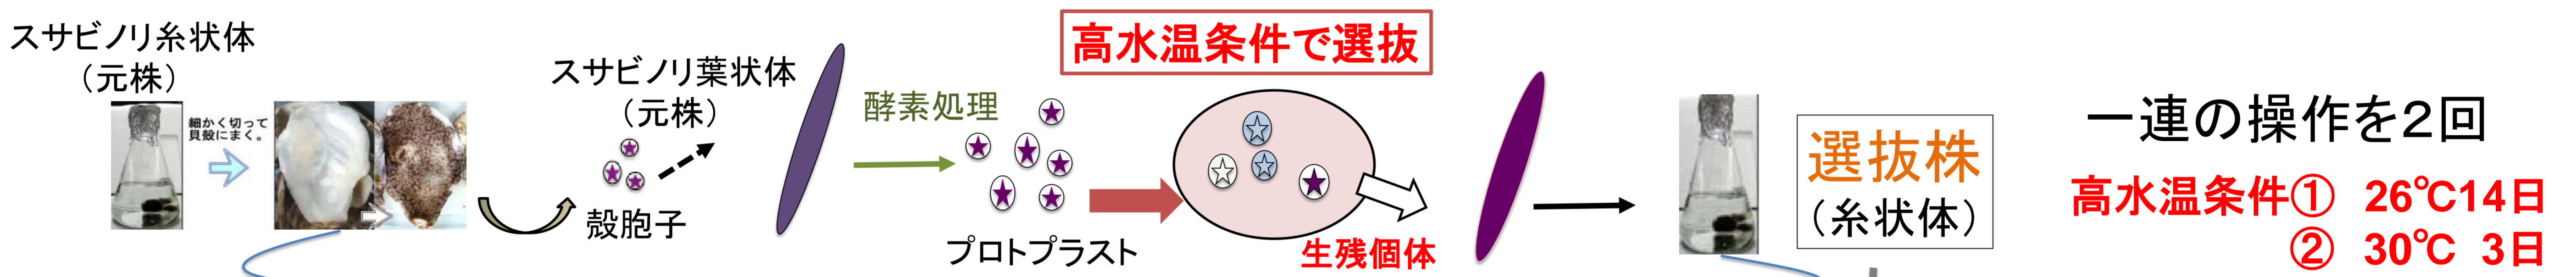 スサビノリ糸状体
（元株）
細かく切って
貝殻にまく。
殻胞子
スサビノリ葉状体
（元株）
酵素処理
プロトプラスト
高水温条件で選抜
生残個体
選抜株
（糸状体）
一連の操作を２回
高水温条件① 26℃14日
② 30℃ 3日